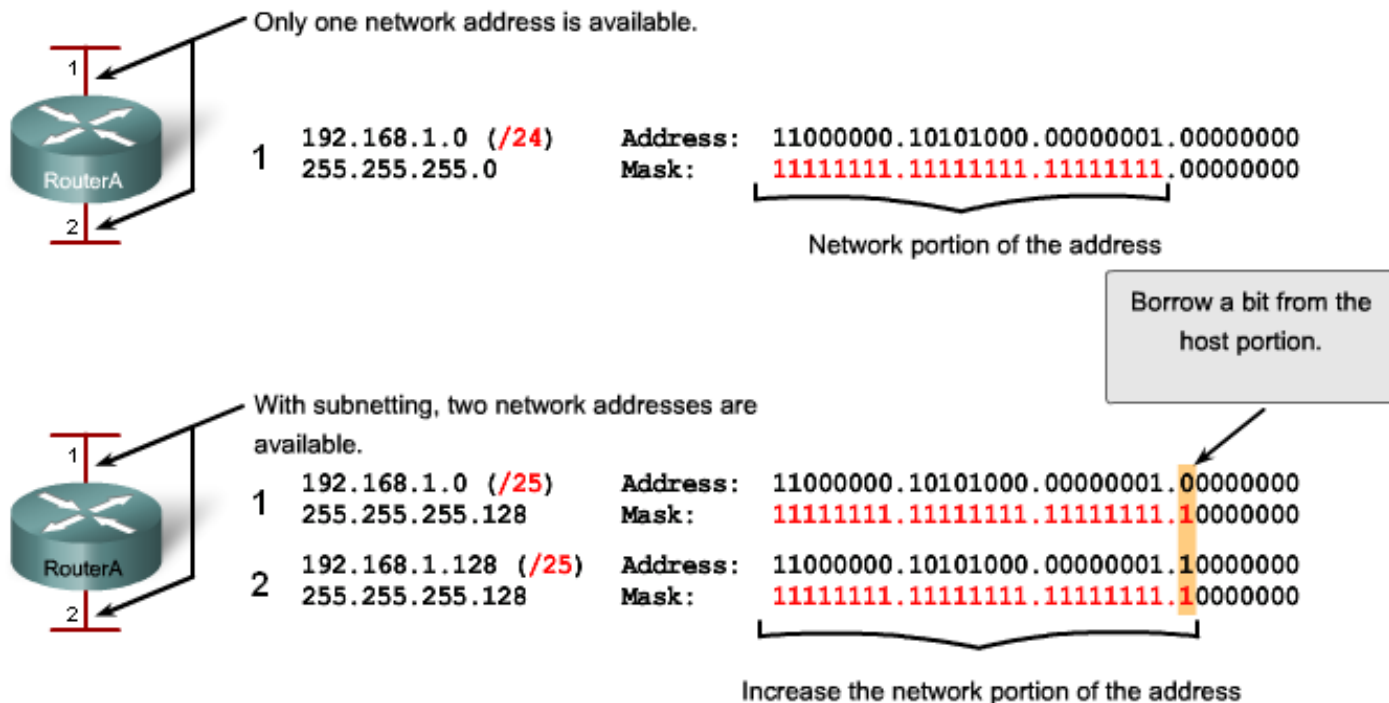 Only one network address is available.
1
RouterA
2
1 192.168.1.0 (/24) Address: 11000000.10101000.00000001.00000000
255.255.255.0 Mask: 11111111.11111111.11111111.00000000
Network portion of the address
Borrow a bit from the
host portion.
With subnetting, two network addresses are
available.
1
RouterA
2
1 192.168.1.0 (/25) Address: 11000000.10101000.00000001.00000000
255.255.255.128 Mask: 11111111.11111111.11111111.10000000
2 192.168.1.128 (/25) Address: 11000000.10101000.00000001.10000000
255.255.255.128 Mask: 11111111.11111111.11111111.10000000
Increase the network portion of the address